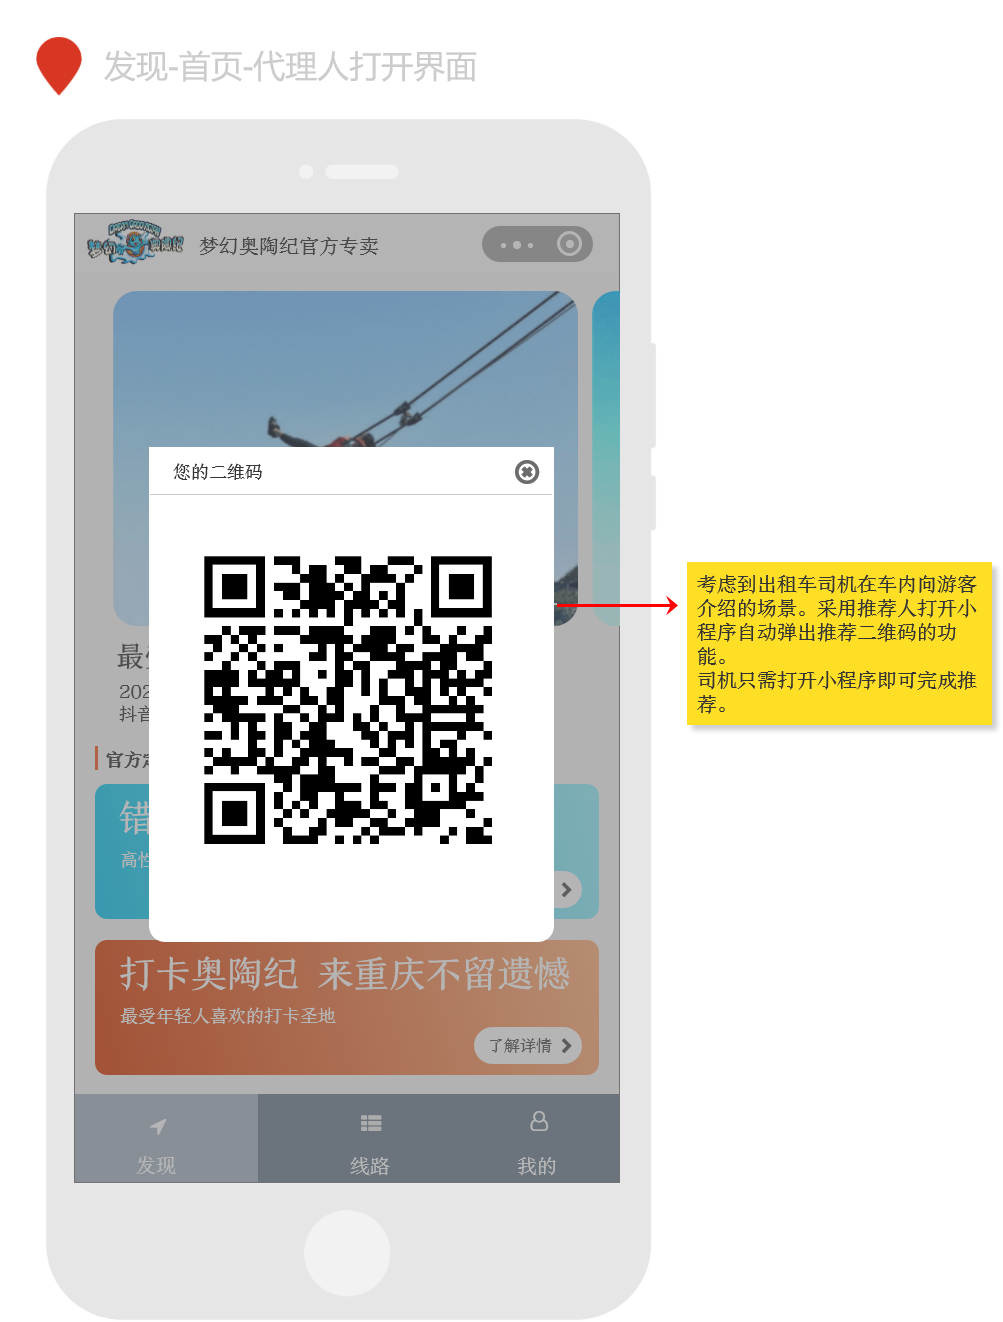 发现-首页-代理人打开界面
梦幻奥陶纪官方专卖
您的二维码
考虑到出租车司机在车内向游客
介绍的场景。采用推荐人打开小
程序自动弹出推荐二维码的功
能。
司机只需打开小程序即可完成推
荐。
最
202
抖音
官方定
错
高性
打卡奥陶纪 来重庆不留遗憾
最受年轻人喜欢的打卡圣地
了解详情
发现
线路
我的